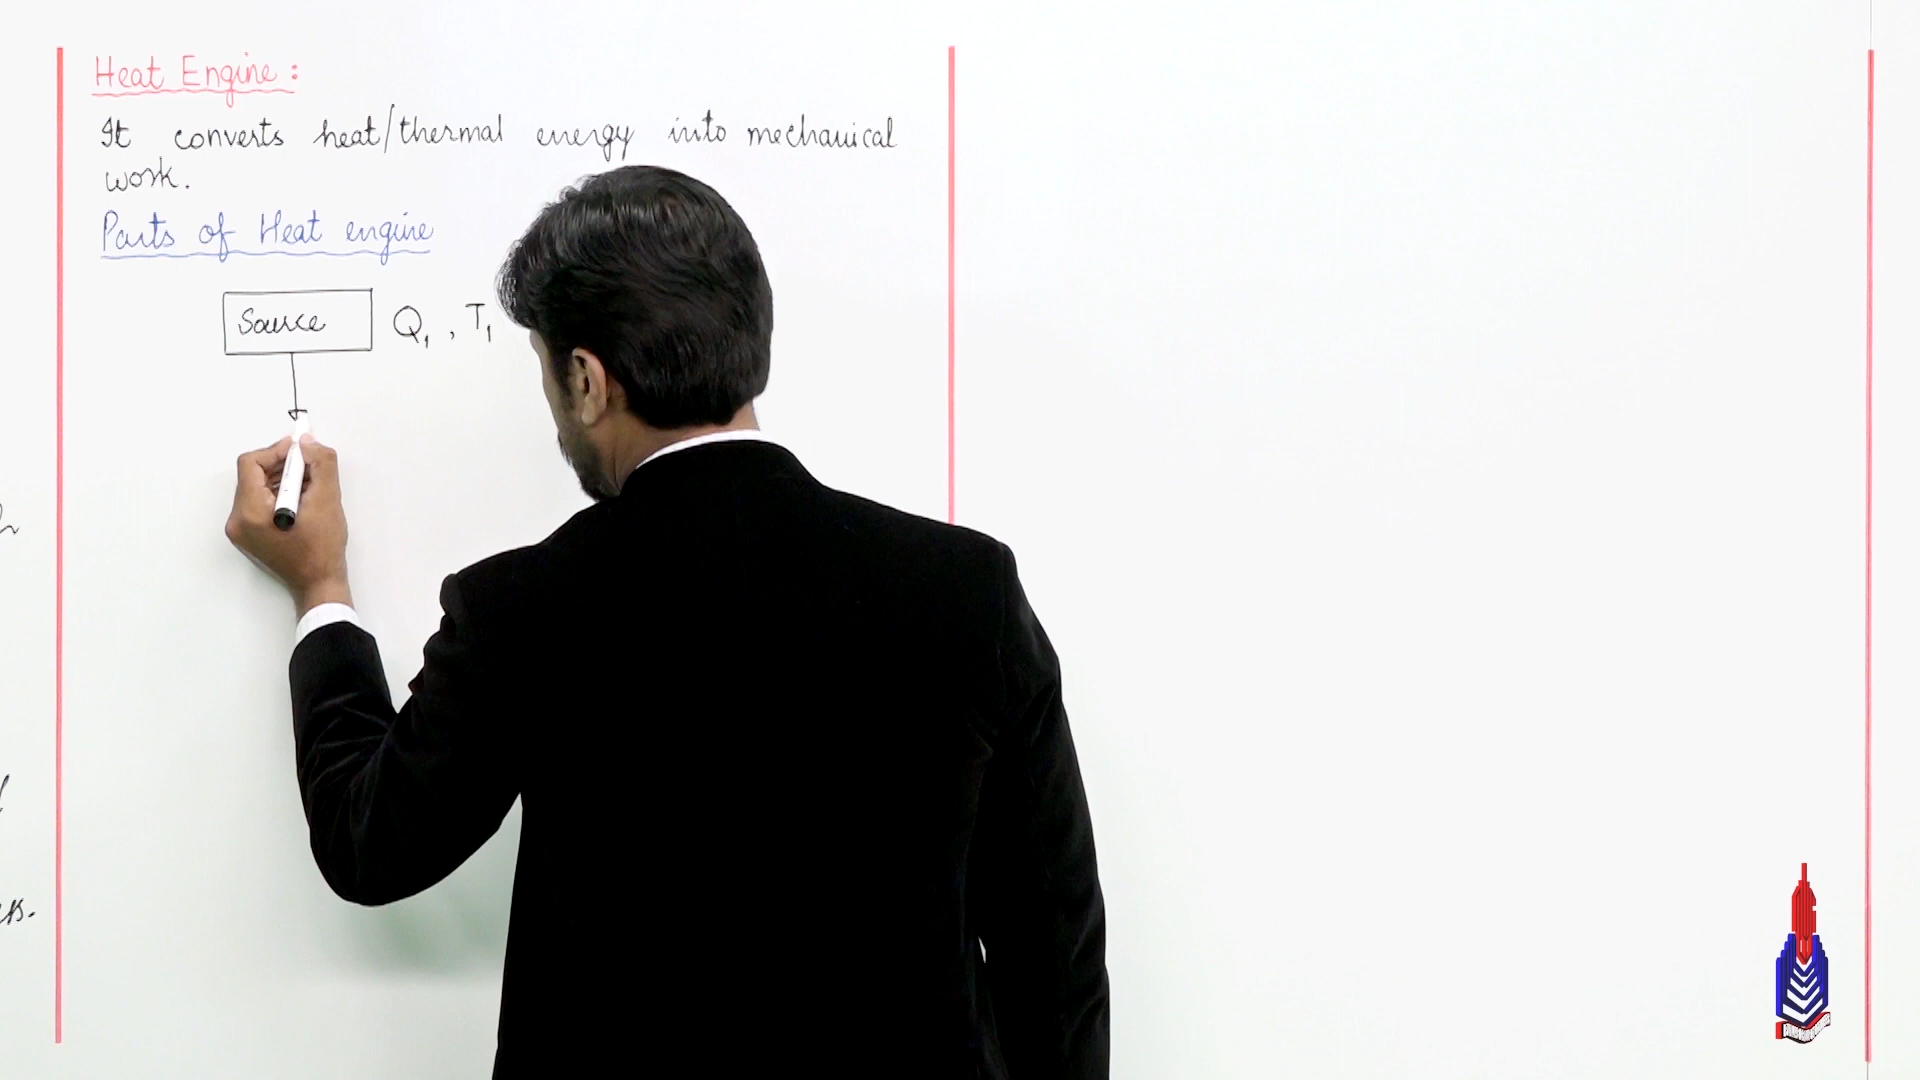 Heat Engine :
It converts heat/thermal energy into mechanical
work.
Parts of Heat engine
Source Q₁ , T₁